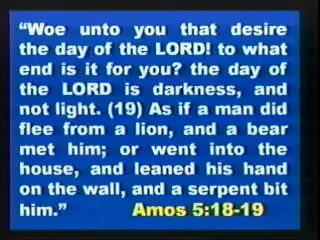 “Woe unto you that desire
the day of the LORD! to what
end is it for you? the day of
the LORD is darkness, and
not light. (19) As if a man did
flee from a lion, and a bear
met him; or went into the
house, and leaned his hand
on the wall, and a serpent bit
him.” Amos 5:18-19